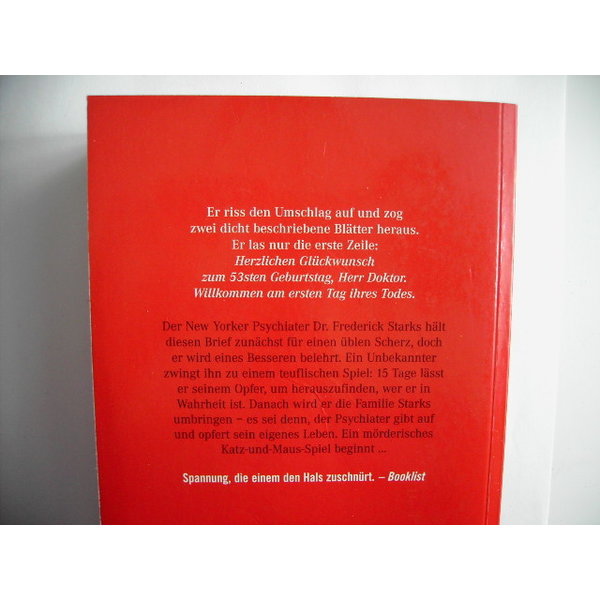 Er riss den Umschlag auf und zog
zwei dicht beschriebene Blätter heraus.
Er las nur die erste Zeile:
Herzlichen Glückwunsch
zum 53sten Geburtstag, Herr Doktor.
Willkommen am ersten Tag ihres Todes.
Der New Yorker Psychiater Dr. Frederick Starks hält
diesen Brief zunächst für einen üblen Scherz, doch
er wird eines Besseren belehrt. Ein Unbekannter
zwingt ihn zu einem teuflischen Spiel: 15 Tage lässt
er seinem Opfer, um herauszufinden, wer er in
Wahrheit ist. Danach wird er die Familie Starks
umbringen – es sei denn, der Psychiater gibt auf
und opfert sein eigenes Leben. Ein mörderisches
Katz-und-Maus-Spiel beginnt ...
Spannung, die einem den Hals zuschnürt. – Booklist